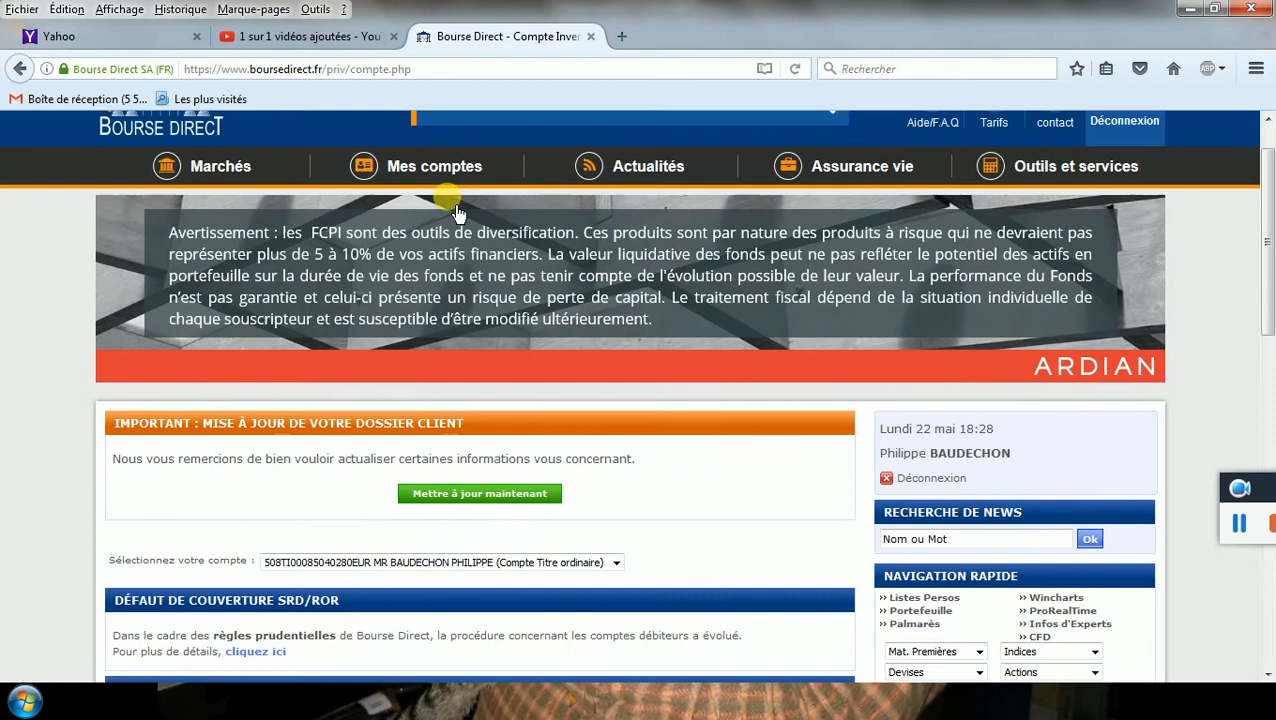 Fichier Édition Affichage Historique Marque-pages Outils ?
Yahoo
1 sur 1 vidéos ajoutées - You
Bourse Direct - Compte Inver
Bourse Direct SA (FR)
https://www.boursedirect.fr/priv/compte.php
Rechercher
ABP
Boîte de réception (5 5...
Les plus visités
BOURSE DIRECT
Aide/F.A.Q Tarifs contact Déconnexion
Marchés Mes comptes Actualités Assurance vie Outils et services
Avertissement : les FCPI sont des outils de diversification. Ces produits sont par nature des produits à risque qui ne devraient pas
représenter plus de 5 à 10% de vos actifs financiers. La valeur liquidative des fonds peut ne pas refléter le potentiel des actifs en
portefeuille sur la durée de vie des fonds et ne pas tenir compte de l'évolution possible de leur valeur. La performance du Fonds
n'est pas garantie et celui-ci présente un risque de perte de capital. Le traitement fiscal dépend de la situation individuelle de
chaque souscripteur et est susceptible d'être modifié ultérieurement.
ARDIAN
IMPORTANT : MISE À JOUR DE VOTRE DOSSIER CLIENT
Nous vous remercions de bien vouloir actualiser certaines informations vous concernant.
Mettre à jour maintenant
Sélectionnez votre compte : 508TI00085040280EUR MR BAUDECHON PHILIPPE (Compte Titre ordinaire)
DÉFAUT DE COUVERTURE SRD/ROR
Dans le cadre des règles prudentielles de Bourse Direct, la procédure concernant les comptes débiteurs a évolué.
Pour plus de détails, cliquez ici
Lundi 22 mai 18:28
Philippe BAUDECHON
Déconnexion
RECHERCHE DE NEWS
Nom ou Mot Ok
NAVIGATION RAPIDE
Listes Persos Wincharts
Portefeuille ProRealTime
Palmarès Infos d'Experts
CFD
Mat. Premières Indices
Devises Actions